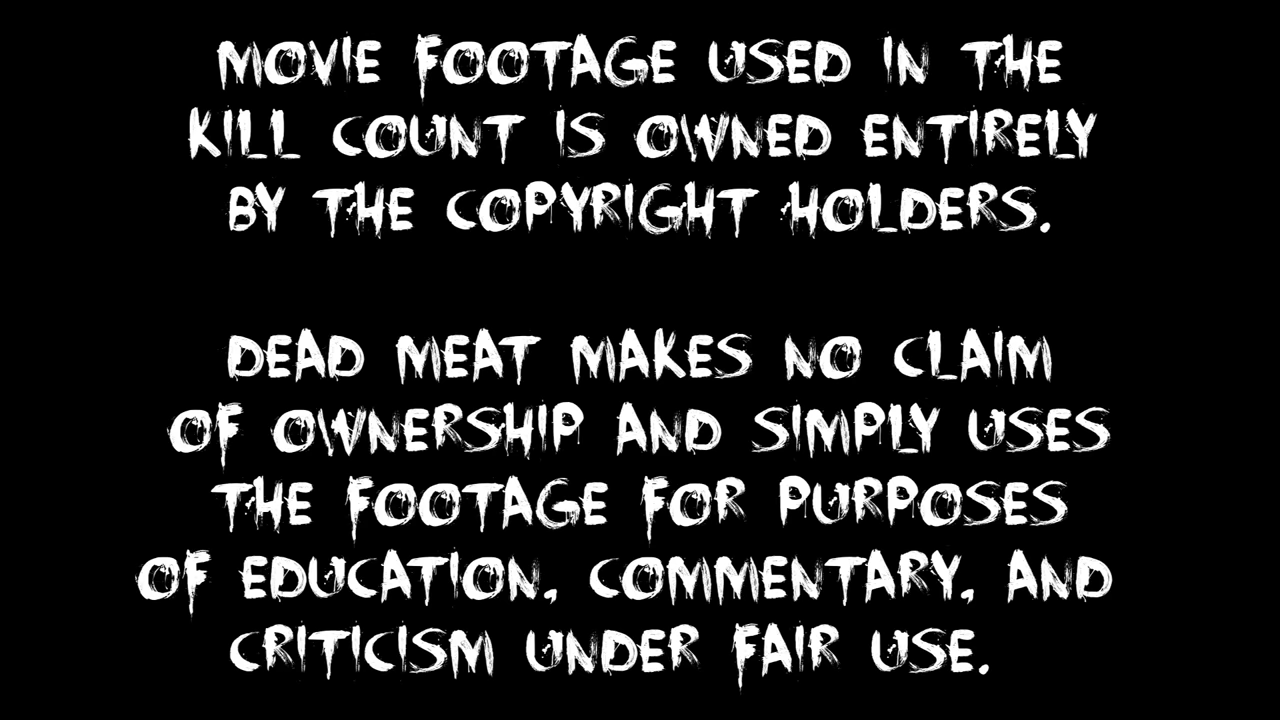 MOVIE FOOTAGE USED IN THE
KILL COUNT IS OWNED ENTIRELY
BY THE COPYRIGHT HOLDERS.
DEAD MEAT MAKES NO CLAIM
OF OWNERSHIP AND SIMPLY USES
THE FOOTAGE FOR PURPOSES
OF EDUCATION, COMMENTARY, AND
CRITICISM UNDER FAIR USE.